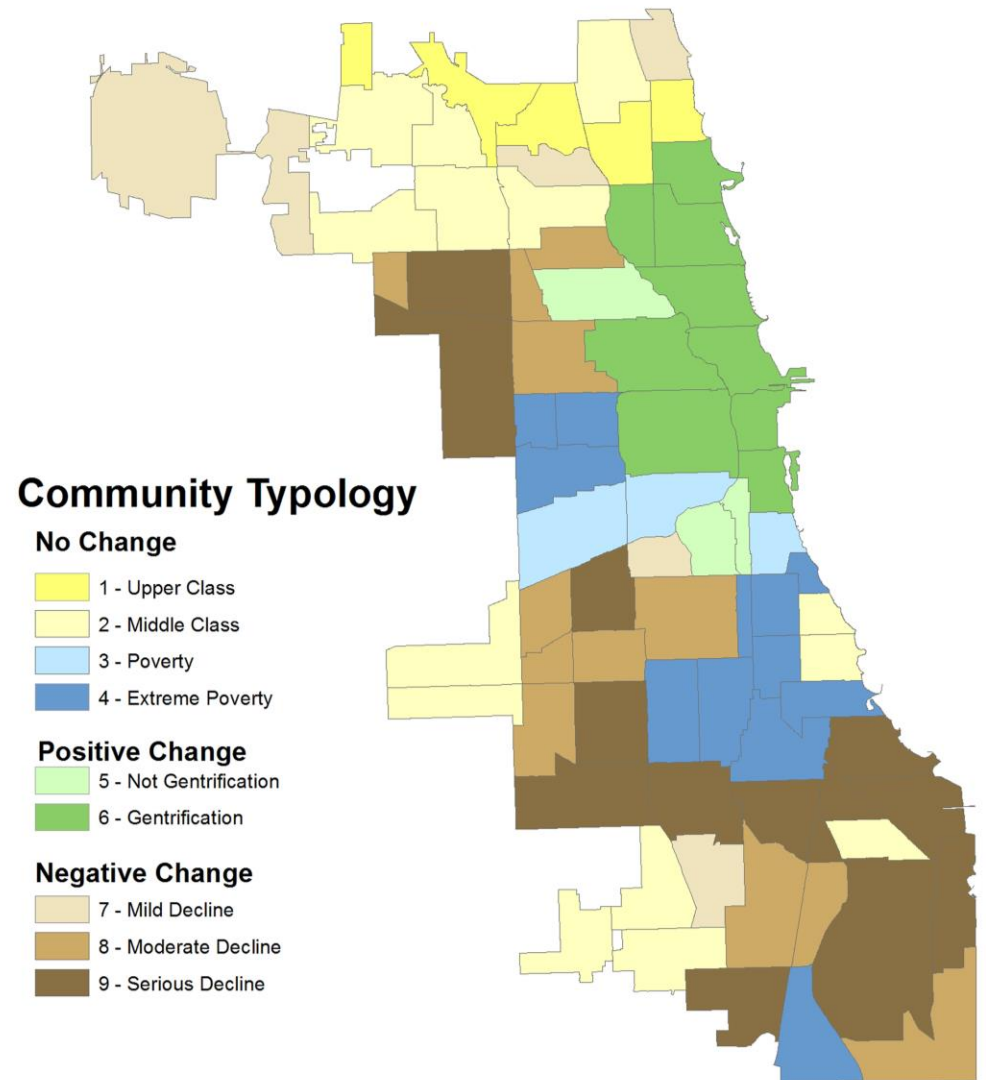 Community Typology
No Change
1 - Upper Class
2 - Middle Class
3 - Poverty
4 - Extreme Poverty
Positive Change
5 - Not Gentrification
6 - Gentrification
Negative Change
7 - Mild Decline
8 - Moderate Decline
9 - Serious Decline